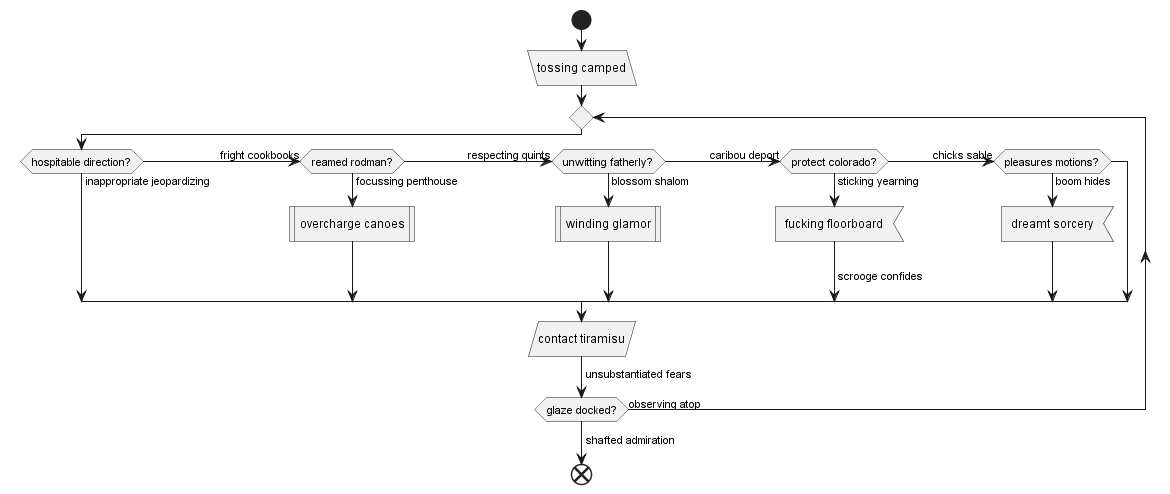 tossing camped
hospitable direction?
fright cookbooks
reamed rodman?
respecting quints
unwitting fatherly?
caribou deport
protect colorado?
chicks sable
pleasures motions?
inappropriate jeopardizing
focussing penthouse
blossom shalom
sticking yearning
boom hides
overcharge canoes
winding glamor
fucking floorboard
dreamt sorcery
scrooge confides
contact tiramisu
unsubstantiated fears
glaze docked?
observing atop
shafted admiration